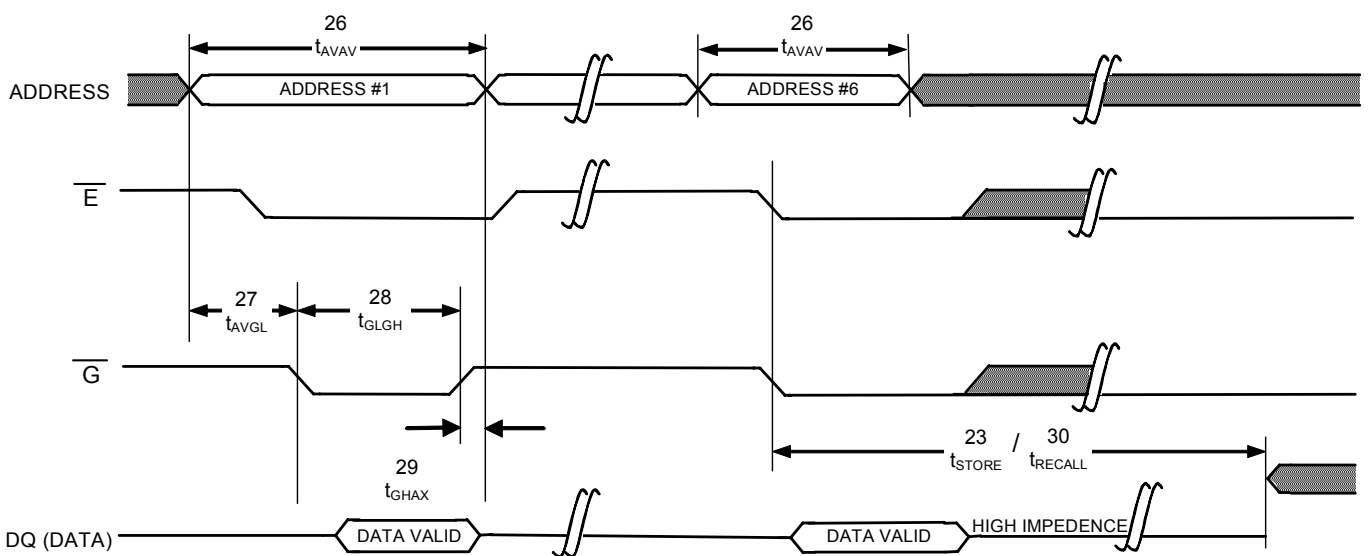 26
tAVAV
26
tAVAV
ADDRESS
ADDRESS #1
ADDRESS #6
E
27
tAVGL
28
tGLGH
G
23 / 30
tSTORE tRECALL
29
tGHAX
DQ (DATA)
DATA VALID
DATA VALID
HIGH IMPEDENCE